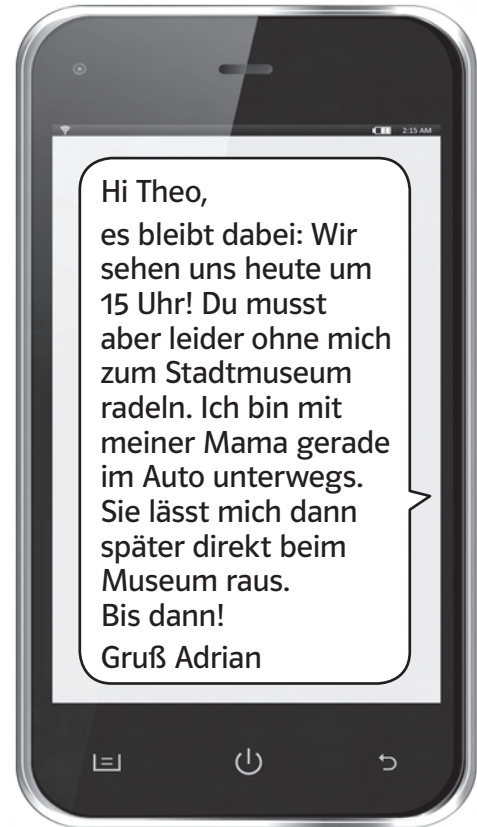 2:15 AM
Hi Theo,
es bleibt dabei: Wir
sehen uns heute um
15 Uhr! Du musst
aber leider ohne mich
zum Stadtmuseum
radeln. Ich bin mit
meiner Mama gerade
im Auto unterwegs.
Sie lässt mich dann
später direkt beim
Museum raus.
Bis dann!
Gruß Adrian